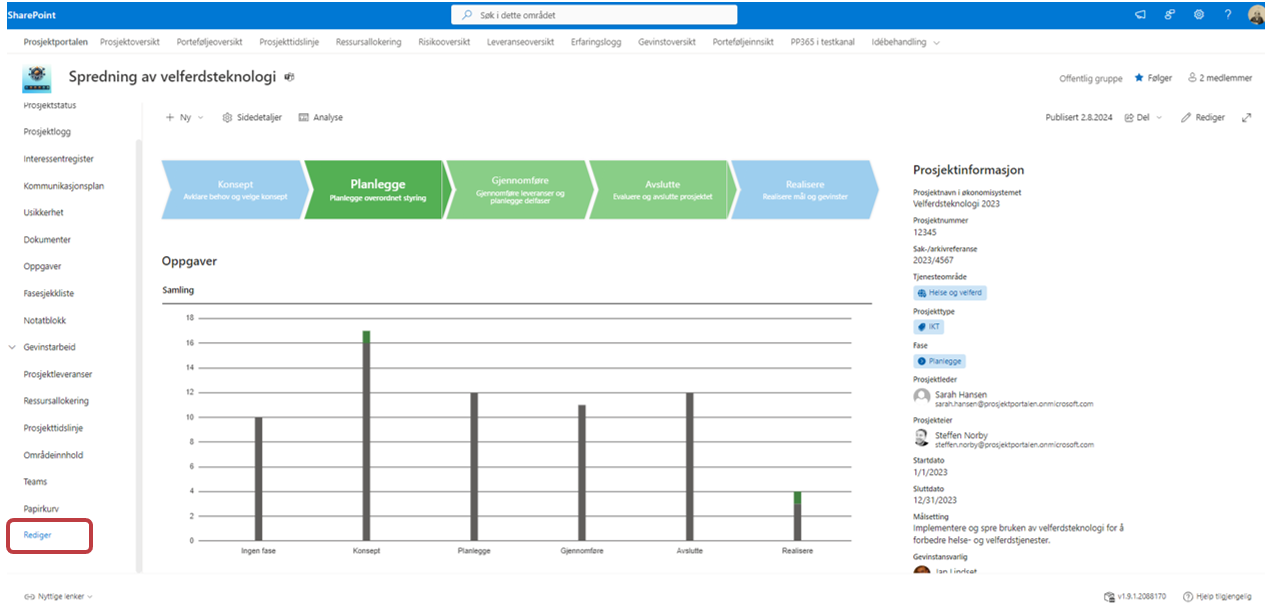 SharePoint
Søk i dette området
?
Prosjektportalen Prosjektoversikt Porteføljeoversikt Prosjekttidslinje Ressursallokering Risikooversikt Leveranseoversikt Erfaringslogg Gevinstoversikt Porteføljeinnsikt PP365 i testkanal Idébehandling
Spredning av velferdsteknologi
Offentlig gruppe Følger 2 medlemmer
Prosjektstatus
Prosjektlogg
Interessentregister
Kommunikasjonsplan
Usikkerhet
Dokumenter
Oppgaver
Fasesjekkliste
Notatblokk
Gevinstarbeid
Prosjektleveranser
Ressursallokering
Prosjekttidslinje
Områdeinnhold
Teams
Papirkurv
Rediger
+ Ny Sidedetaljer Analyse
Publisert 2.8.2024 Del Rediger
Konsept
Avklare behov og velge konsept
Planlegge
Planlegge overordnet styring
Gjennomføre
Gjennomføre leveranser og
planlegge delfaser
Avslutte
Evaluere og avslutte prosjektet
Realisere
Realisere mål og gevinster
Oppgaver
Samling
18
16
14
12
10
8
6
4
2
0
Ingen fase Konsept Planlegge Gjennomføre Avslutte Realisere
Prosjektinformasjon
Prosjektnavn i økonomisystemet
Velferdsteknologi 2023
Prosjektnummer
12345
Sak-/arkivreferanse
2023/4567
Tjenesteområde
Helse og velferd
Prosjekttype
IKT
Fase
Planlegge
Prosjektleder
Sarah Hansen
sarah.hansen@prosjektportalen.onmicrosoft.com
Prosjekteier
Steffen Norby
steffen.norby@prosjektportalen.onmicrosoft.com
Startdato
1/1/2023
Sluttdato
12/31/2023
Målsetting
Implementere og spre bruken av velferdsteknologi for å
forbedre helse- og velferdstjenester.
Gevinstansvarlig
Jan Lindset
Nyttige lenker
v1.9.1.2088170 Hjelp tilgjengelig